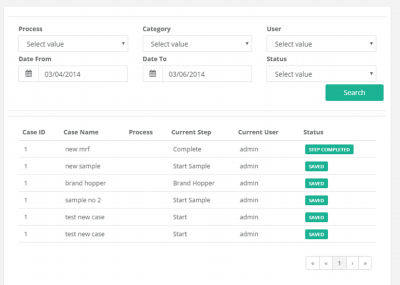 Process Category User
Select value Select value Select value
Date From Date To Status
03/04/2014 03/06/2014 Select value
Search
Case ID Case Name Process Current Step Current User Status
1 new mrf Complete admin STEP COMPLETED
1 new sample Start Sample admin SAVED
1 brand hopper Brand Hopper admin SAVED
1 sample no 2 Start Sample admin SAVED
1 test new case Start admin SAVED
1 test new case Start admin SAVED
« « 1 › »